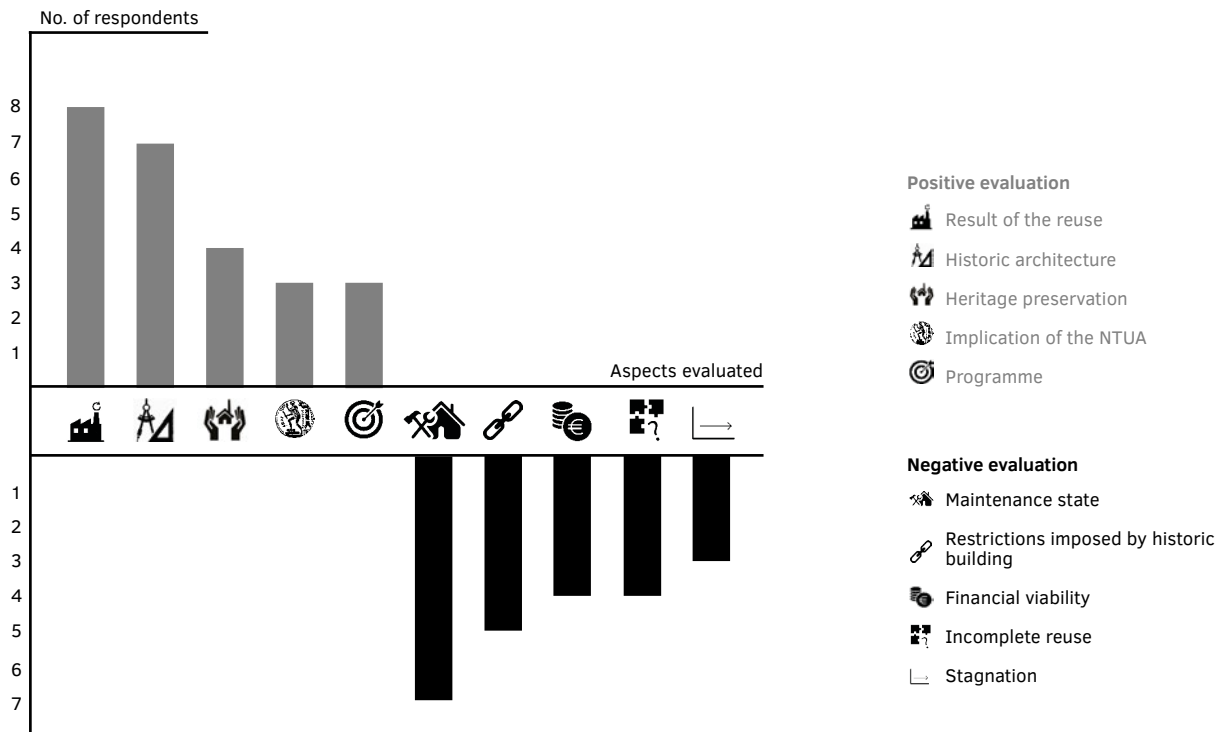 No. of respondents
8
7
6
5
4
3
2
1
Aspects evaluated
1
2
3
4
5
6
7
Positive evaluation
Result of the reuse
Historic architecture
Heritage preservation
Implication of the NTUA
Programme
Negative evaluation
Maintenance state
Restrictions imposed by historic
building
Financial viability
Incomplete reuse
Stagnation